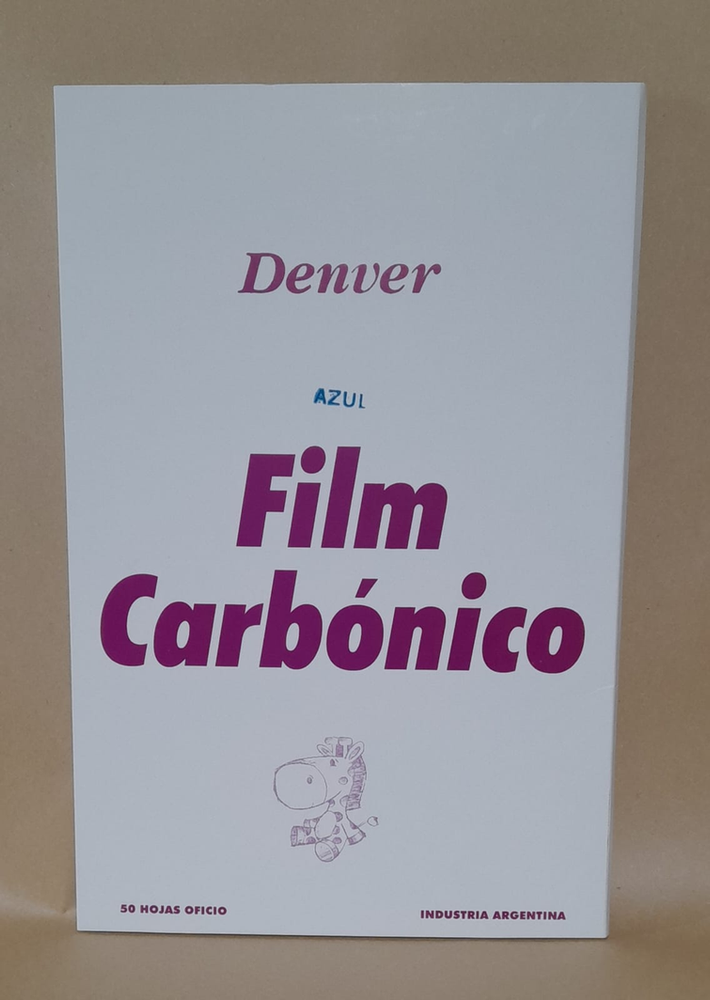 Denver
AZUL
Film
Carbónico
50 HOJAS OFICIO
INDUSTRIA ARGENTINA